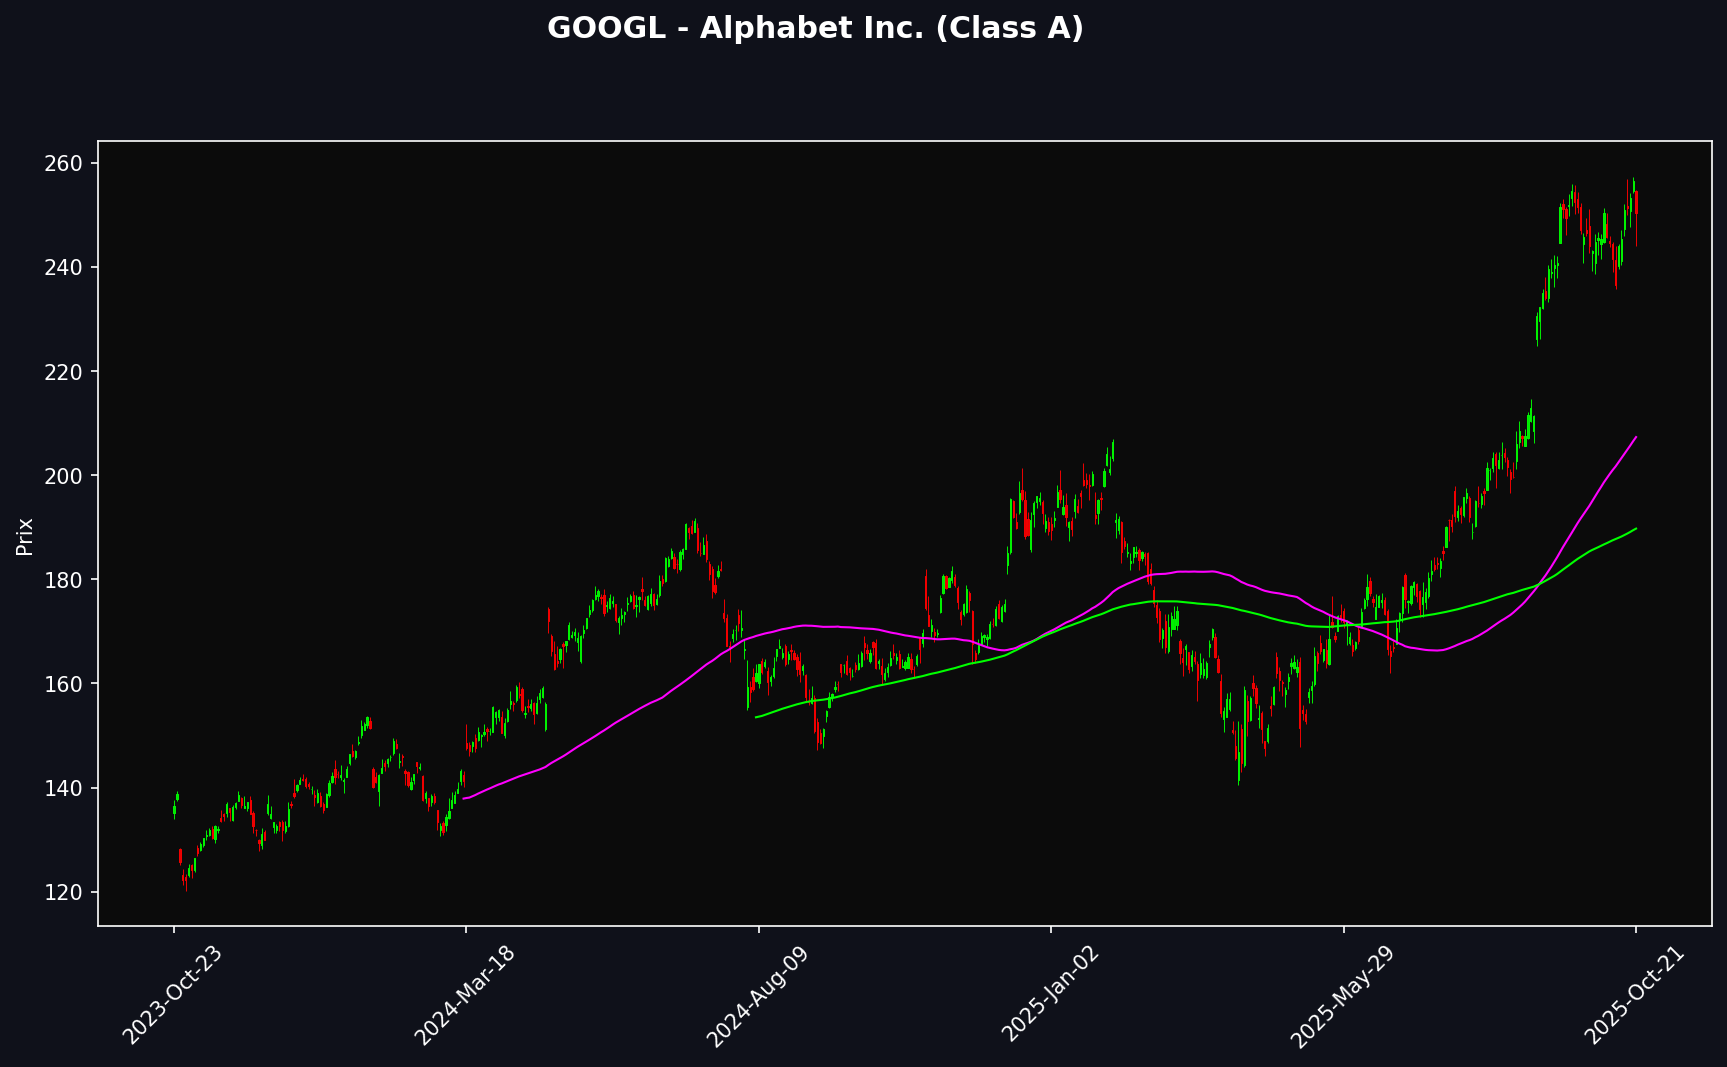 GOOGL - Alphabet Inc. (Class A)
260
240
220
200
180
160
140
120
Prix
2023-Oct-23
2024-Mar-18
2024-Aug-09
2025-Jan-02
2025-May-29
2025-Oct-21